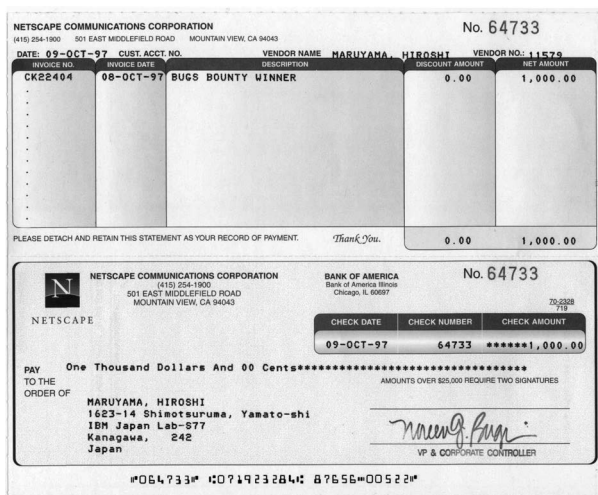 NETSCAPE COMMUNICATIONS CORPORATION No. 64733
(415) 254-1900 501 EAST MIDDLEFIELD ROAD MOUNTAIN VIEW, CA 94043
DATE: 09-OCT-97 CUST. ACCT. NO. VENDOR NAME MARUYAMA, HIROSHI VENDOR NO.: 11579
INVOICE NO. INVOICE DATE DESCRIPTION DISCOUNT AMOUNT NET AMOUNT
CK22404 08-OCT-97 BUGS BOUNTY WINNER 0.00 1,000.00
PLEASE DETACH AND RETAIN THIS STATEMENT AS YOUR RECORD OF PAYMENT. Thank You. 0.00 1,000.00
NETSCAPE COMMUNICATIONS CORPORATION BANK OF AMERICA No. 64733
(415) 254-1900 Bank of America Illinois
501 EAST MIDDLEFIELD ROAD Chicago, IL 60697
MOUNTAIN VIEW, CA 94043
70-2328
719
N
NETSCAPE
CHECK DATE CHECK NUMBER CHECK AMOUNT
09-OCT-97 64733 ******1,000.00
PAY One Thousand Dollars And 00 Cents*********************************
TO THE AMOUNTS OVER $25,000 REQUIRE TWO SIGNATURES
ORDER OF
MARUYAMA, HIROSHI
1623-14 Shimotsuruma, Yamato-shi
IBM Japan Lab-S77
Kanagawa, 242
Japan
VP & CORPORATE CONTROLLER
⑈064733⑈ ⑆071923284⑆ 87656⑉00522⑈